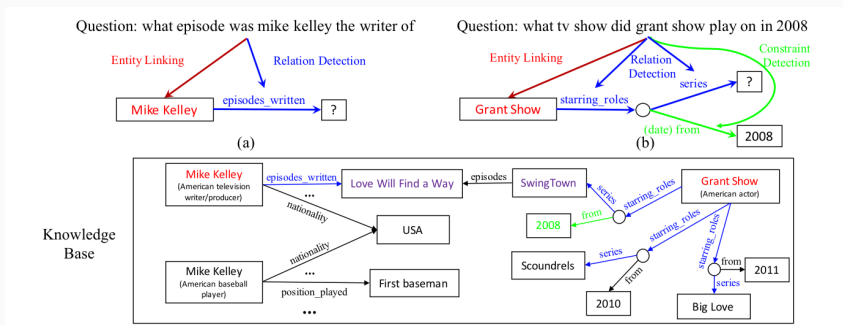 Question: what episode was mike kelley the writer of
Entity Linking
Relation Detection
Mike Kelley
episodes_written
?
(a)
Question: what tv show did grant show play on in 2008
Entity Linking
Relation
Detection
Constraint
Detection
series
?
Grant Show
starring_roles
(date) from
2008
(b)
Knowledge
Base
Mike Kelley
(American television
writer/producer)
episodes_written
...
nationality
Love Will Find a Way
episodes
SwingTown
series
starring_roles
Grant Show
(American actor)
from
2008
USA
nationality
Mike Kelley
(American baseball
player)
...
position_played
First baseman
...
starring_roles
series
Scoundrels
from
2010
starring_roles
from
2011
series
Big Love